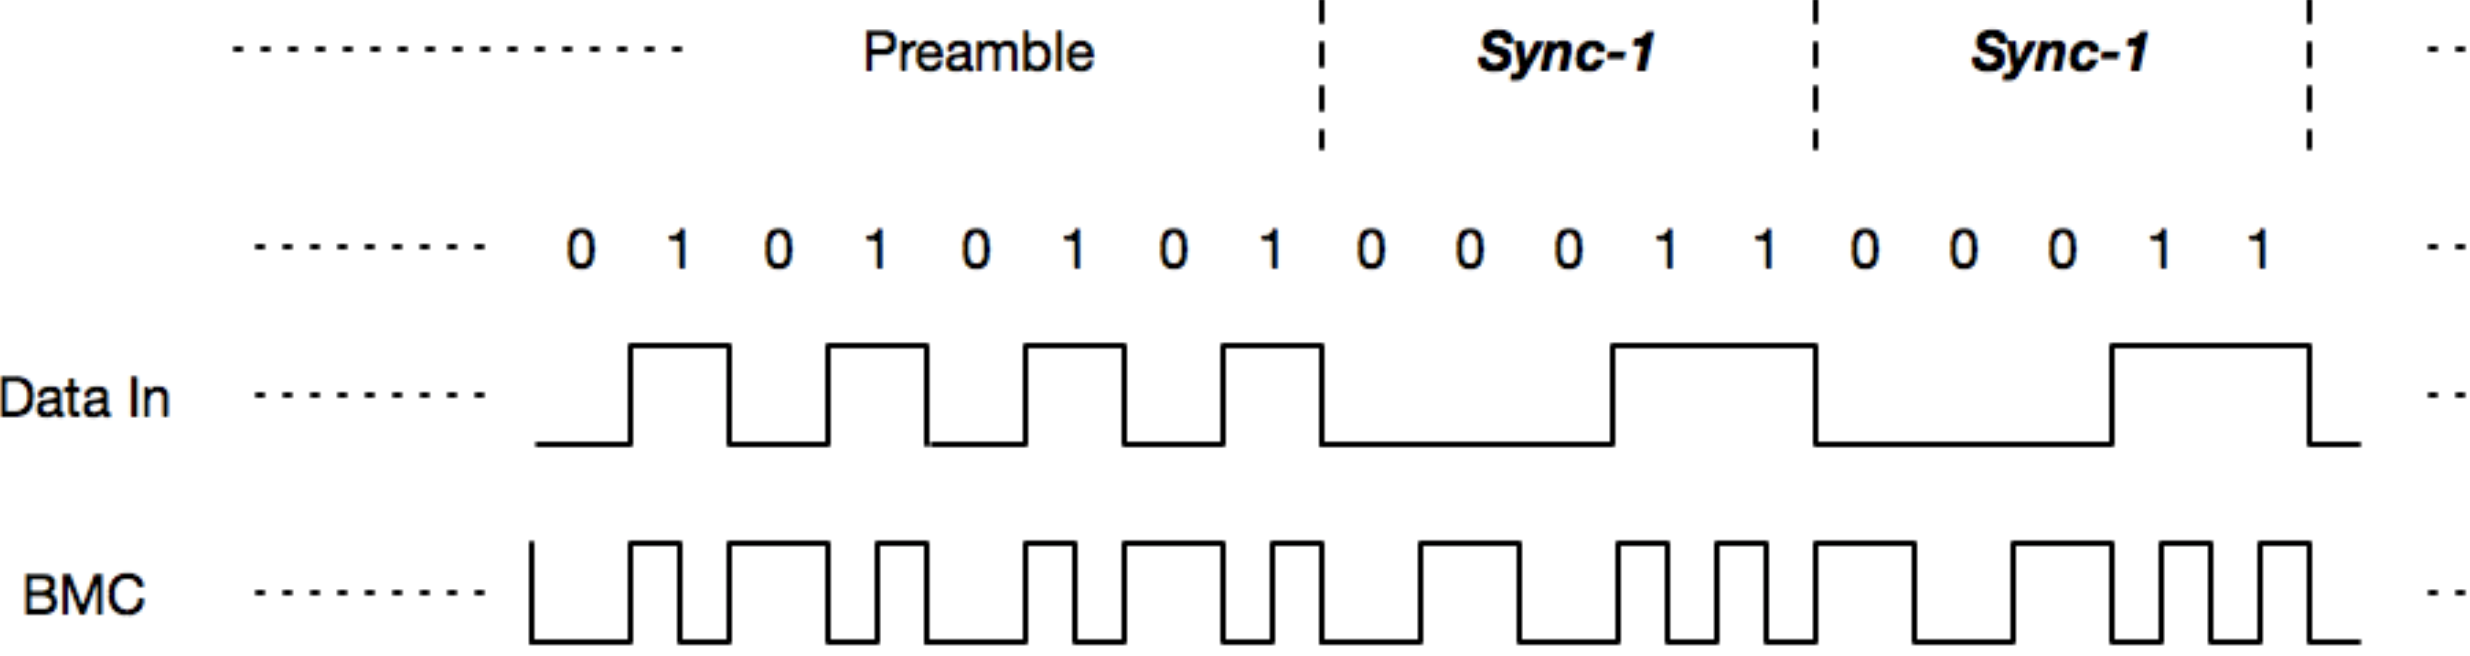 Preamble Sync-1 Sync-1
0 1 0 1 0 1 0 1 0 0 0 1 1 0 0 0 1 1
Data In
BMC